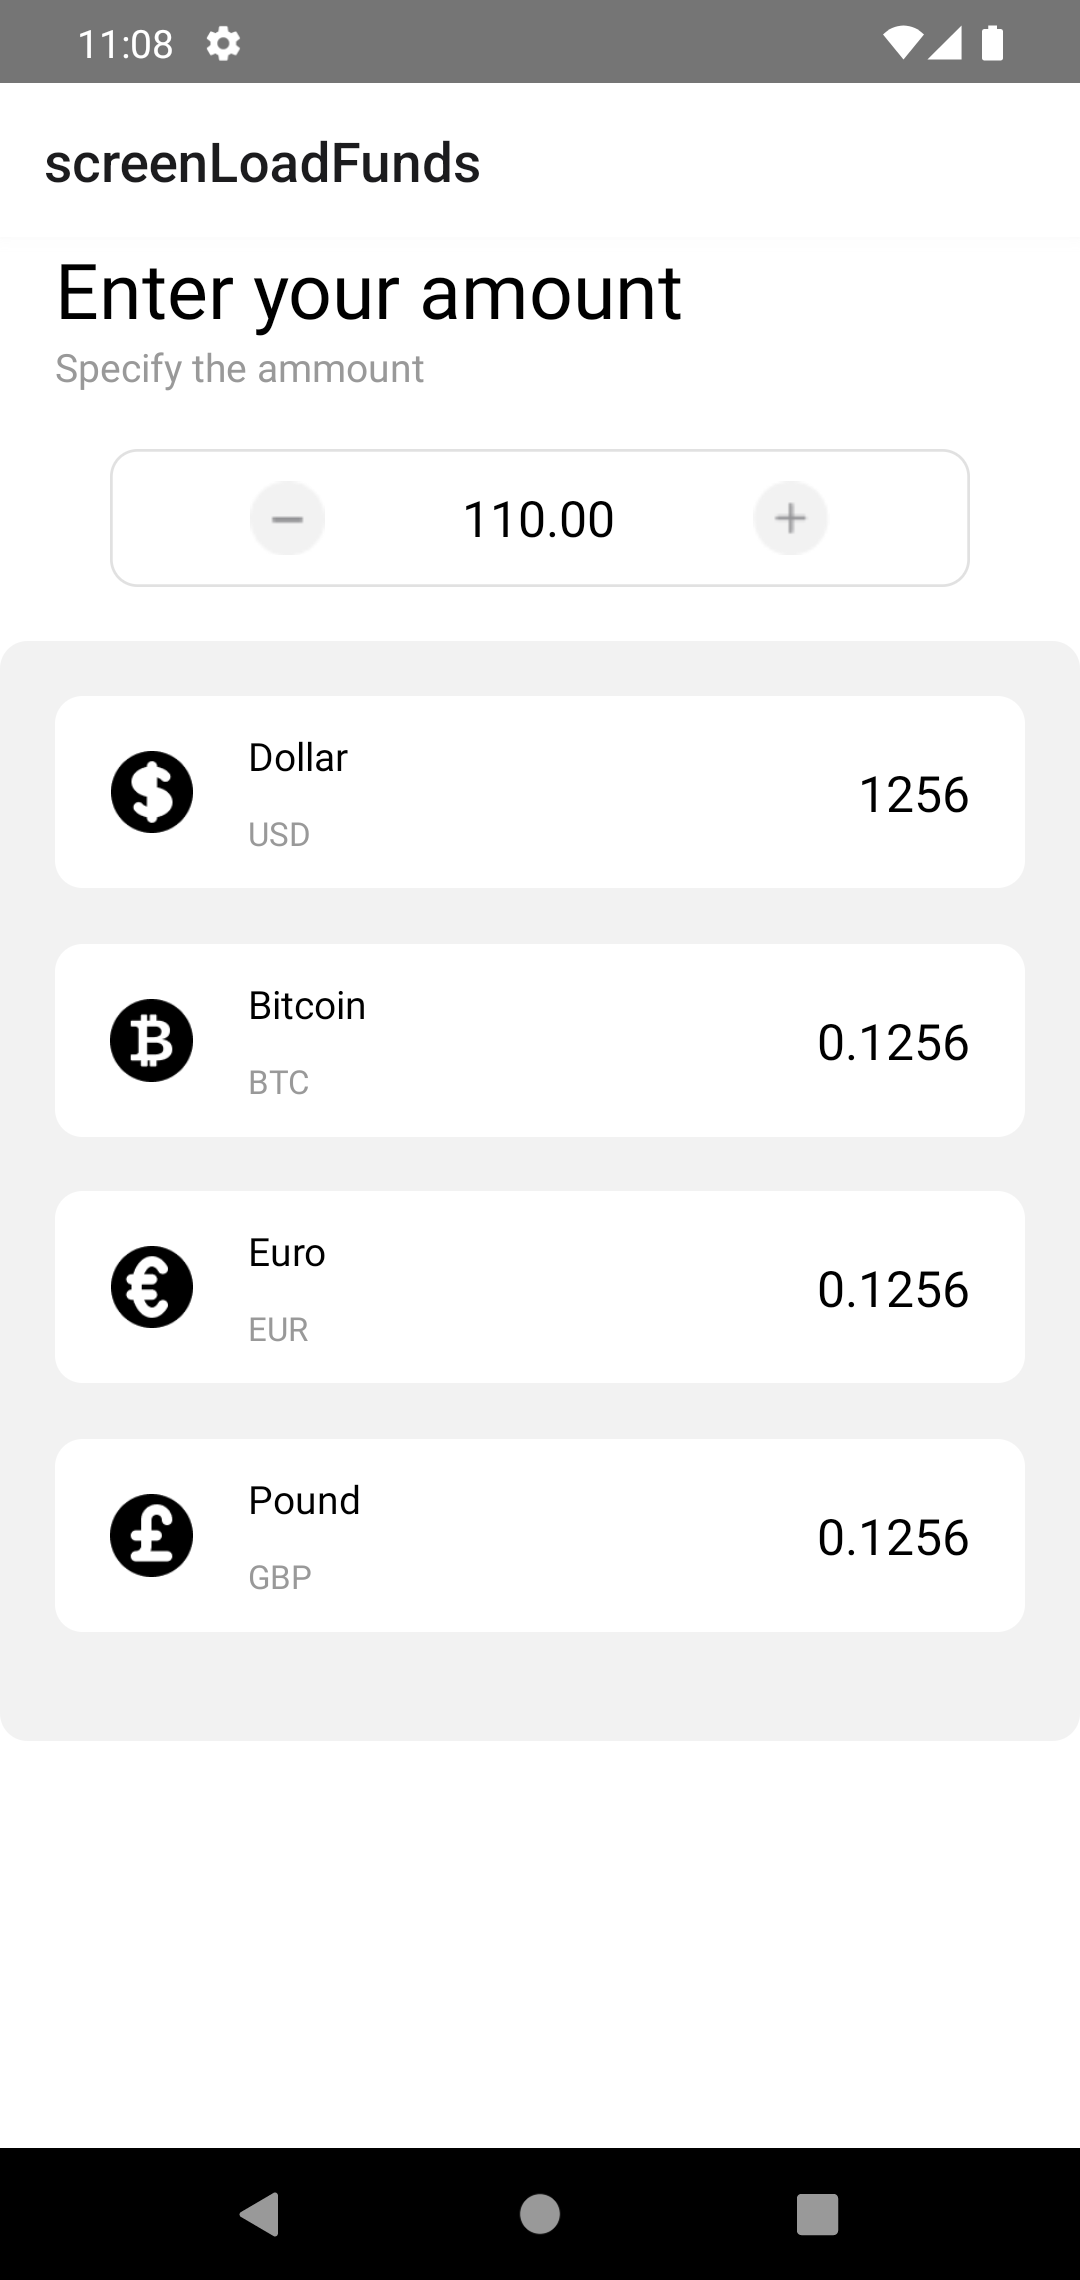 11:08
screenLoadFunds
Enter your amount
Specify the ammount
110.00
Dollar
USD
1256
Bitcoin
BTC
0.1256
Euro
EUR
0.1256
Pound
GBP
0.1256